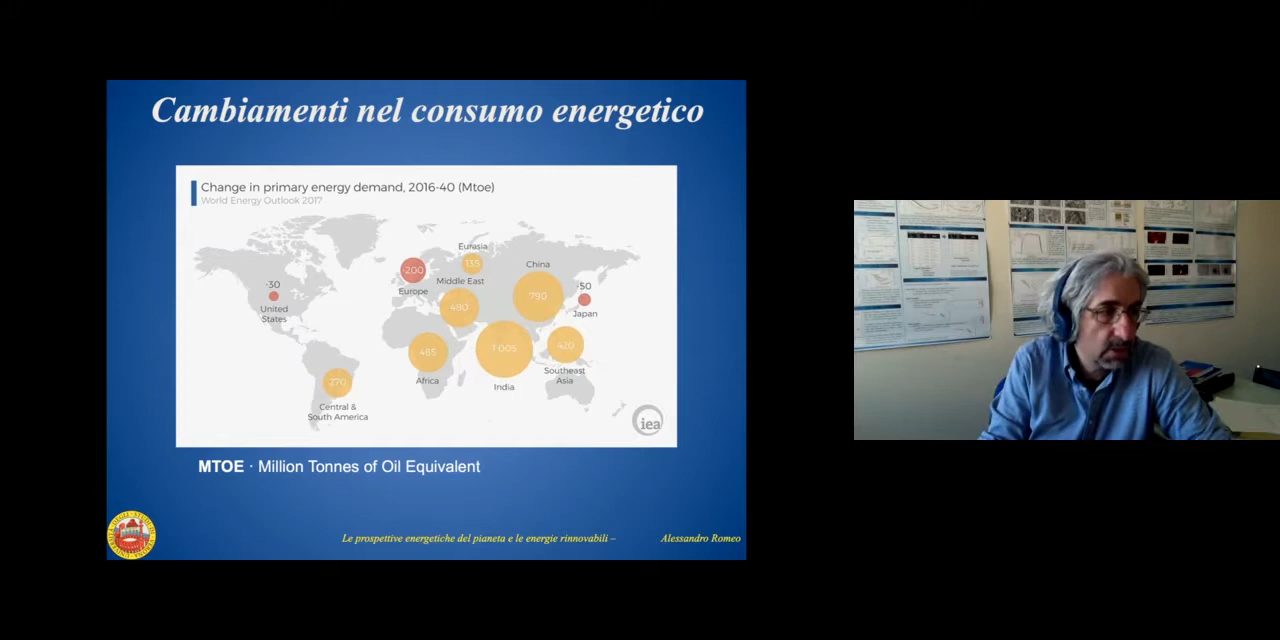 Cambiamenti nel consumo energetico
Change in primary energy demand, 2016-40 (Mtoe)
World Energy Outlook 2017
Eurasia
135
China
790
-200
Europe
Middle East
480
-30
United
States
-50
Japan
485
Africa
1 005
India
420
Southeast
Asia
270
Central &
South America
iea
MTOE · Million Tonnes of Oil Equivalent
Le prospettive energetiche del pianeta e le energie rinnovabili – Alessandro Romeo